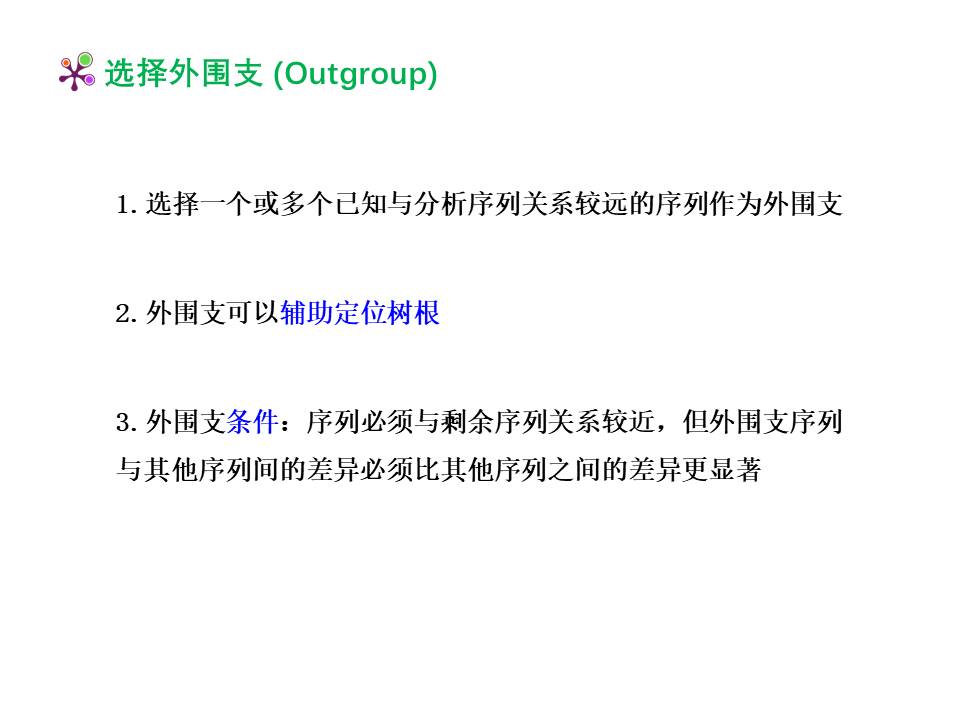 选择外围支 (Outgroup)
1.选择一个或多个已知与分析序列关系较远的序列作为外围支
2.外围支可以辅助定位树根
3.外围支条件：序列必须与剩余序列关系较近，但外围支序列
与其他序列间的差异必须比其他序列之间的差异更显著